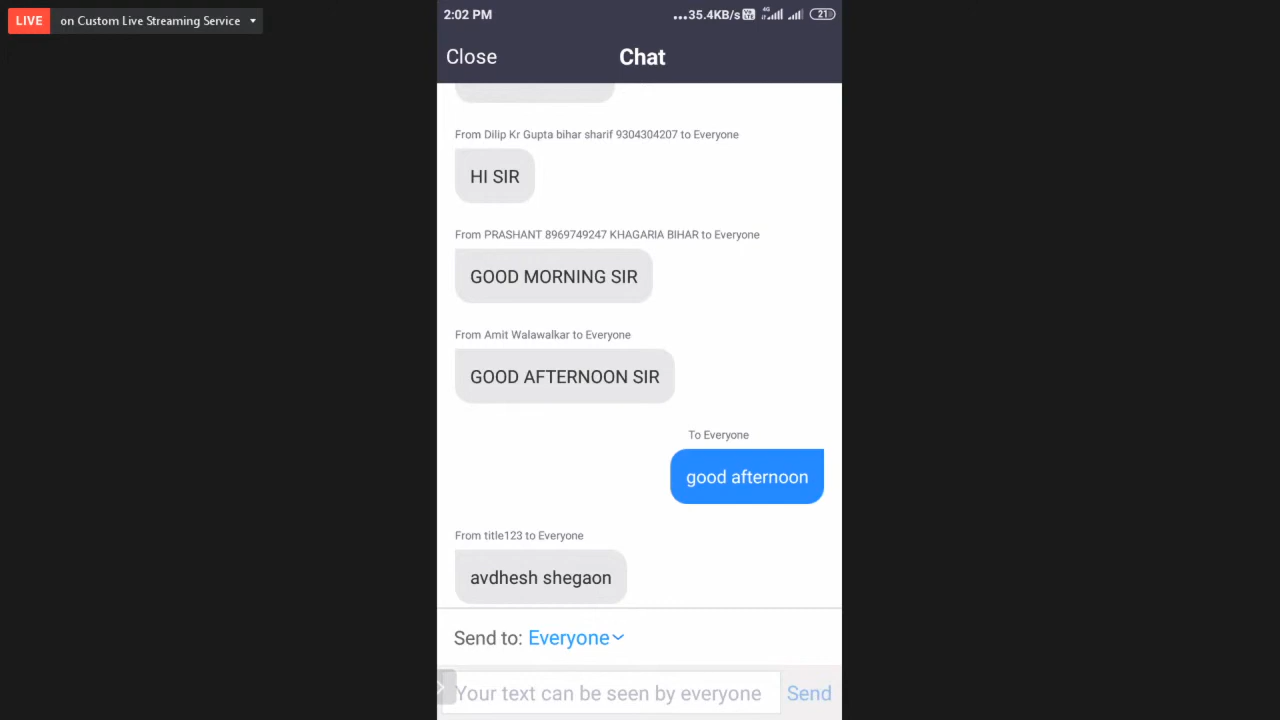 LIVE on Custom Live Streaming Service
2:02 PM ...35.4KB/s 4G 21
Close Chat
From Dilip Kr Gupta bihar sharif 9304304207 to Everyone
HI SIR
From PRASHANT 8969749247 KHAGARIA BIHAR to Everyone
GOOD MORNING SIR
From Amit Walawalkar to Everyone
GOOD AFTERNOON SIR
To Everyone
good afternoon
From title123 to Everyone
avdhesh shegaon
Send to: Everyone
Your text can be seen by everyone Send